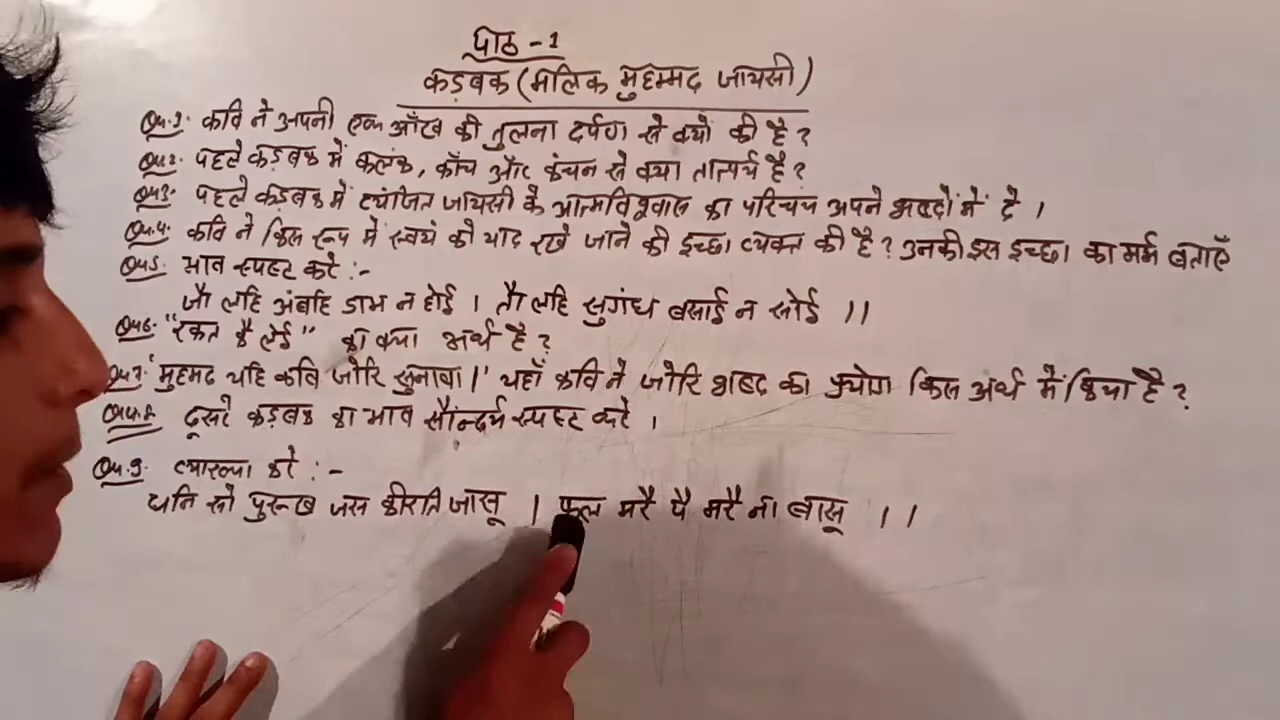 पाठ - 1
कड़बक (मलिक मुहम्मद जायसी)
Qu.1. कवि ने अपनी एक आँख की तुलना दर्पण से क्यों की है?
Qu.2. पहले कड़बक में कलंक, काँच और कंचन से क्या तात्पर्य है?
Qu.3. पहले कड़बक में व्यंजित जायसी के आत्मविश्वास का परिचय अपने शब्दों में दे ।
Qu.4. कवि ने किस रूप में स्वयं को याद रखे जाने की इच्छा व्यक्त की है? उनकी इस इच्छा का मर्म बताएँ
Qu.5. भाव स्पष्ट करे :-
जौ लहि अंबहि डाभ न होई । तौ लहि सुगंध बसाई न सोई ।।
Qu.6. "रकत कै लेई" का क्या अर्थ है?
Qu.7. 'मुहमद यहि कवि जोरि सुनावा।' यहाँ कवि ने जोरि शब्द का प्रयोग किस अर्थ में किया है?
Qu.8. दूसरे कड़बक का भाव सौन्दर्य स्पष्ट करे ।
Qu.9. व्याख्या करे :-
धनि सो पुरुख जस कीरति जासू । फूल मरै पै मरै ना बासू ।।